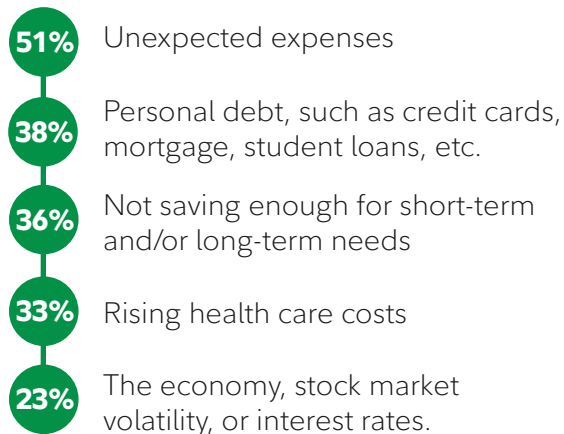 51% Unexpected expenses
38% Personal debt, such as credit cards,
mortgage, student loans, etc.
36% Not saving enough for short-term
and/or long-term needs
33% Rising health care costs
23% The economy, stock market
volatility, or interest rates.